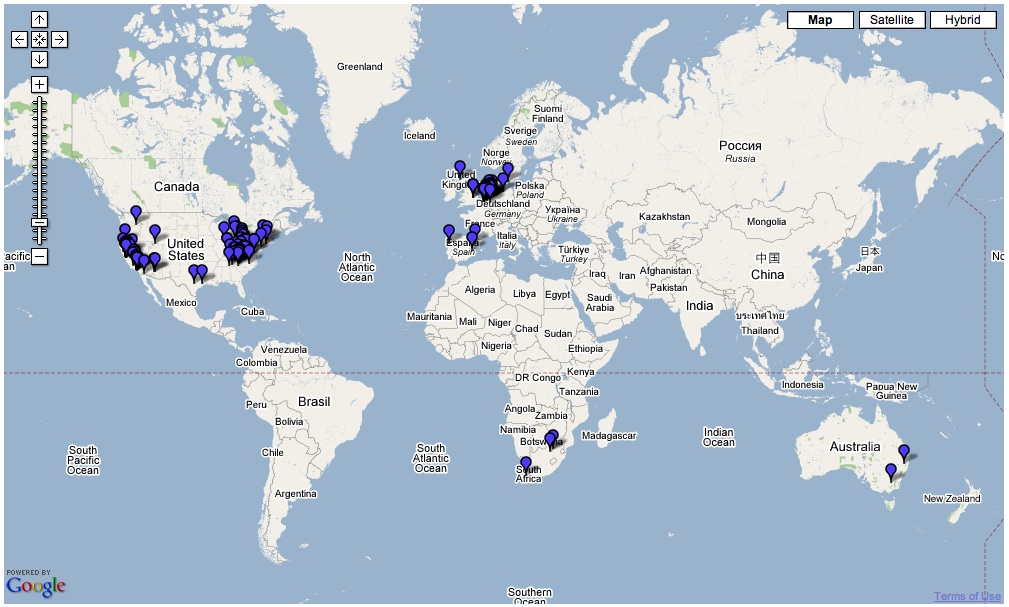 Map
Satellite
Hybrid
Greenland
Iceland
Suomi
Finland
Sverige
Sweden
Norge
Norway
Россия
Russia
Canada
United
Kingdo
Polska
Poland
Deutschland
Germany
Україна
Ukraine
France
Kazakhstan
Mongolia
United
States
España
Spain
Italia
Italy
Türkiye
Turkey
中国
China
日本
Japan
acific
an
North
Atlantic
Ocean
No
Iraq
Iran
Afghanistan
Pakistan
Mexico
Cuba
Algeria
Libya
Egypt
Saudi
Arabia
India
ประเทศไทย
Thailand
Mauritania
Mali
Niger
Chad
Sudan
Nigeria
Ethiopia
Venezuela
Colombia
DR Congo
Kenya
Tanzania
Indonesia
Papua New
Guinea
Peru
Brasil
Bolivia
Angola
Zambia
Namibia
Botswana
Madagascar
Indian
Ocean
Australia
South
Pacific
Ocean
Chile
South
Atlantic
Ocean
South
Africa
Argentina
New Zealand
POWERED BY
Google
Southern
Ocean
Terms of Use